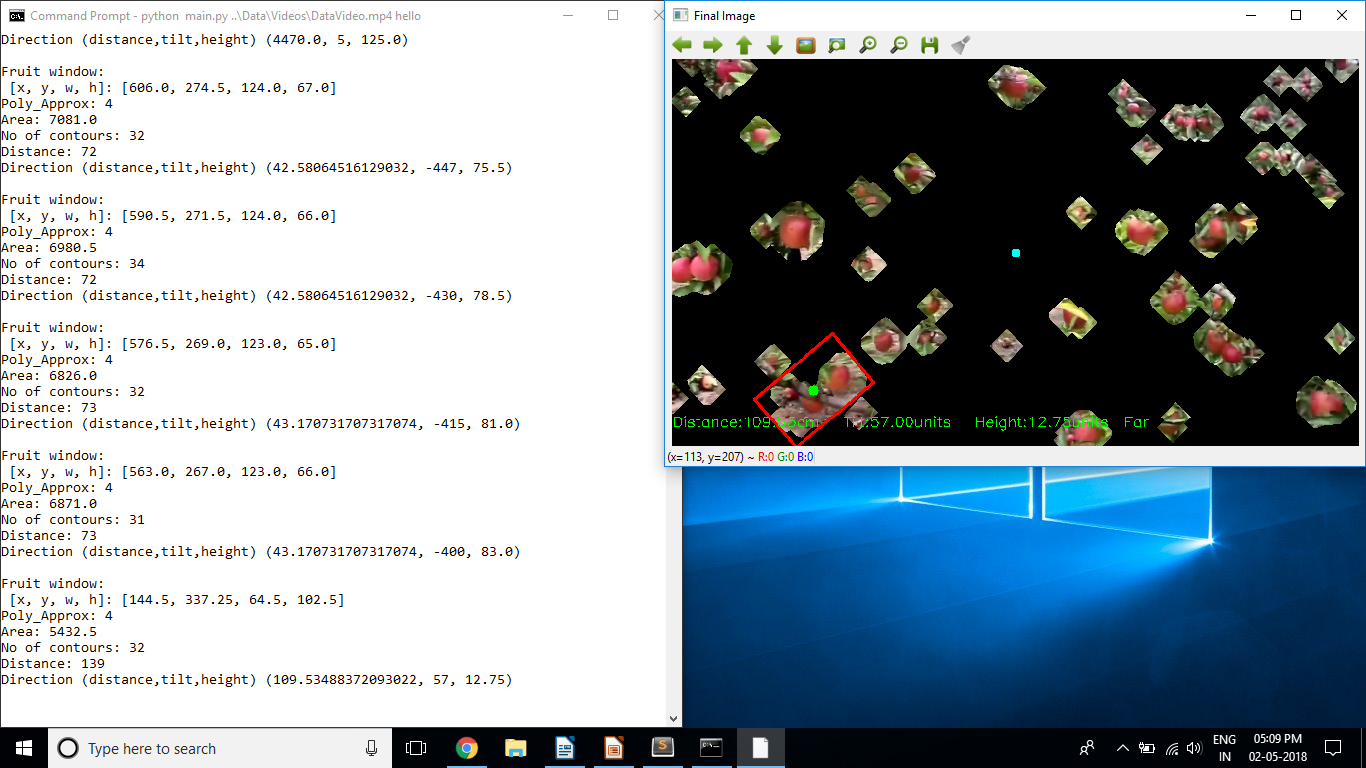 Command Prompt - python main.py ..\Data\Videos\DataVideo.mp4 hello
Direction (distance,tilt,height) (4470.0, 5, 125.0)
Fruit window:
[x, y, w, h]: [606.0, 274.5, 124.0, 67.0]
Poly_Approx: 4
Area: 7081.0
No of contours: 32
Distance: 72
Direction (distance,tilt,height) (42.58064516129032, -447, 75.5)
Fruit window:
[x, y, w, h]: [590.5, 271.5, 124.0, 66.0]
Poly_Approx: 4
Area: 6980.5
No of contours: 34
Distance: 72
Direction (distance,tilt,height) (42.58064516129032, -430, 78.5)
Fruit window:
[x, y, w, h]: [576.5, 269.0, 123.0, 65.0]
Poly_Approx: 4
Area: 6826.0
No of contours: 32
Distance: 73
Direction (distance,tilt,height) (43.170731707317074, -415, 81.0)
Fruit window:
[x, y, w, h]: [563.0, 267.0, 123.0, 66.0]
Poly_Approx: 4
Area: 6871.0
No of contours: 31
Distance: 73
Direction (distance,tilt,height) (43.170731707317074, -400, 83.0)
Fruit window:
[x, y, w, h]: [144.5, 337.25, 64.5, 102.5]
Poly_Approx: 4
Area: 5432.5
No of contours: 32
Distance: 139
Direction (distance,tilt,height) (109.53488372093022, 57, 12.75)
Final Image
Height:12.75units Far
(x=113, y=207) ~ R:0 G:0 B:0
Type here to search
ENG
IN
05:09 PM
02-05-2018